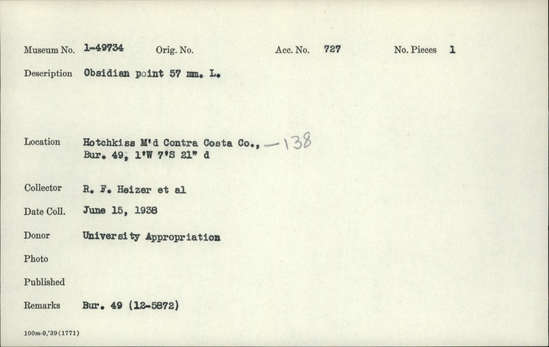 Museum No. 1-49734 Orig. No. Acc. No. 727 No. Pieces 1
Description Obsidian point 57 mm. L.
Location Hotchkiss M'd Contra Costa Co., —138
Bur. 49, 1'W 7'S 21" d
Collector R. F. Heizer et al
Date Coll. June 15, 1938
Donor University Appropriation
Photo
Published
Remarks Bur. 49 (12-5872)
100m-9,'39(1771)